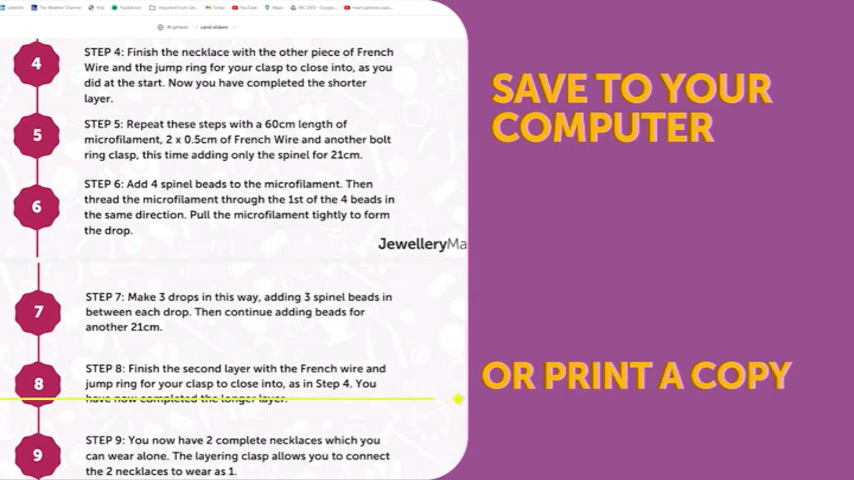 The Weather Channel
Help
Gmail
YouTube
Maps
4
STEP 4: Finish the necklace with the other piece of French
Wire and the jump ring for your clasp to close into, as you
did at the start. Now you have completed the shorter
layer.
5
STEP 5: Repeat these steps with a 60cm length of
microfilament, 2 x 0.5cm of French Wire and another bolt
ring clasp, this time adding only the spinel for 21cm.
6
STEP 6: Add 4 spinel beads to the microfilament. Then
thread the microfilament through the 1st of the 4 beads in
the same direction. Pull the microfilament tightly to form
the drop.
JewelleryMa
7
STEP 7: Make 3 drops in this way, adding 3 spinel beads in
between each drop. Then continue adding beads for
another 21cm.
8
STEP 8: Finish the second layer with the French wire and
jump ring for your clasp to close into, as in Step 4. You
have now completed the longer layer.
9
STEP 9: You now have 2 complete necklaces which you
can wear alone. The layering clasp allows you to connect
the 2 necklaces to wear as 1.
SAVE TO YOUR
COMPUTER
OR PRINT A COPY